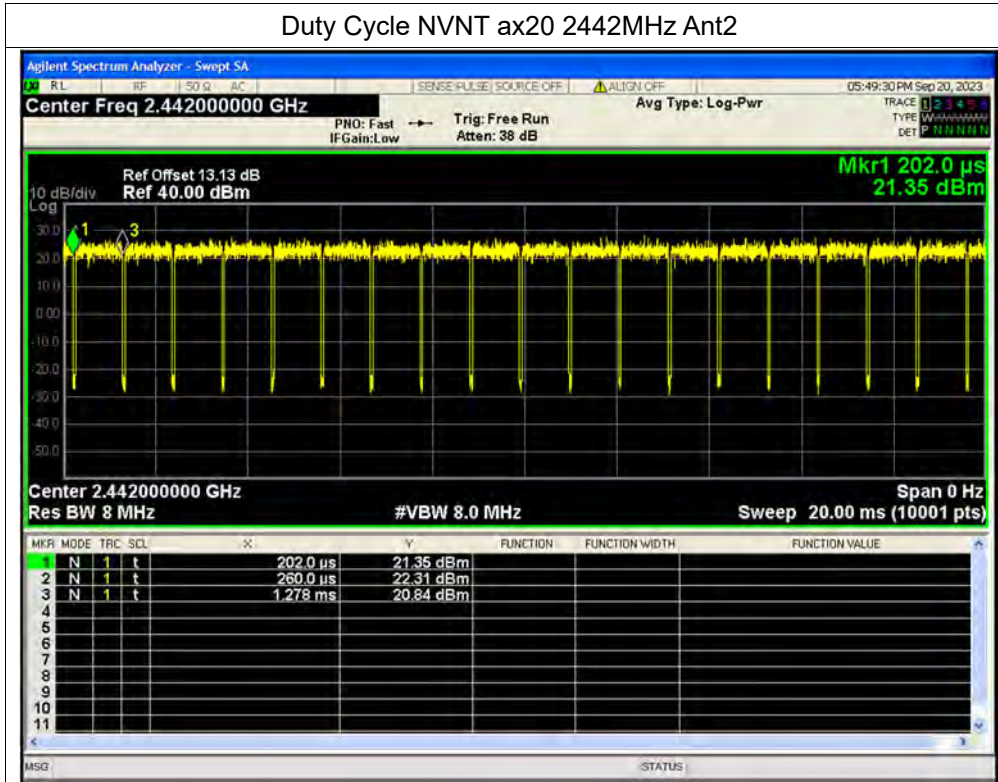 Duty Cycle NVNT ax20 2442MHz Ant2
Agilent Spectrum Analyzer - Swept SA
RL RF 50 Ω AC SENSE:PULSE SOURCE OFF ALIGN OFF 05:49:30 PM Sep 20, 2023
Center Freq 2.442000000 GHz
PNO: Fast
IFGain:Low
Trig: Free Run
Atten: 38 dB
Avg Type: Log-Pwr
TRACE 1 2 3 4 5 6
TYPE
DET P N N N N N
Mkr1 202.0 µs
21.35 dBm
Ref Offset 13.13 dB
10 dB/div Ref 40.00 dBm
Log
1 3
30.0
20.0
10.0
0.00
-10.0
-20.0
-30.0
-40.0
-50.0
Center 2.442000000 GHz Span 0 Hz
Res BW 8 MHz #VBW 8.0 MHz Sweep 20.00 ms (10001 pts)
MKR MODE TRC SCL X Y FUNCTION FUNCTION WIDTH FUNCTION VALUE
1 N 1 t 202.0 µs 21.35 dBm
2 N 1 t 260.0 µs 22.31 dBm
3 N 1 t 1.278 ms 20.84 dBm
4
5
6
7
8
9
10
11
MSG STATUS